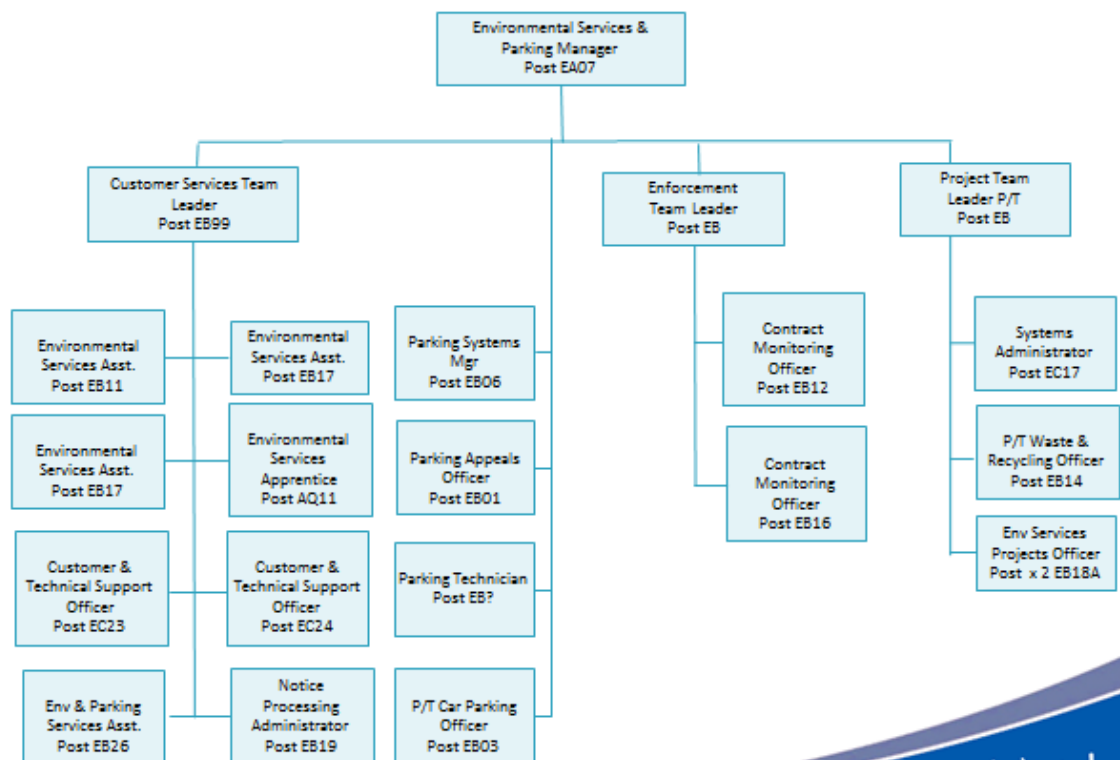 Environmental Services &
Parking Manager
Post EA07
Customer Services Team
Leader
Post EB99
Enforcement
Team Leader
Post EB
Project Team
Leader P/T
Post EB
Environmental
Services Asst.
Post EB11
Environmental
Services Asst.
Post EB17
Parking Systems
Mgr
Post EB06
Contract
Monitoring
Officer
Post EB12
Systems
Administrator
Post EC17
Environmental
Services Asst.
Post EB17
Environmental
Services
Apprentice
Post AQ11
Parking Appeals
Officer
Post EB01
Contract
Monitoring
Officer
Post EB16
P/T Waste &
Recycling Officer
Post EB14
Customer &
Technical Support
Officer
Post EC23
Customer &
Technical Support
Officer
Post EC24
Parking Technician
Post EB?
Env Services
Projects Officer
Post x 2 EB18A
Env & Parking
Services Asst.
Post EB26
Notice
Processing
Administrator
Post EB19
P/T Car Parking
Officer
Post EB03